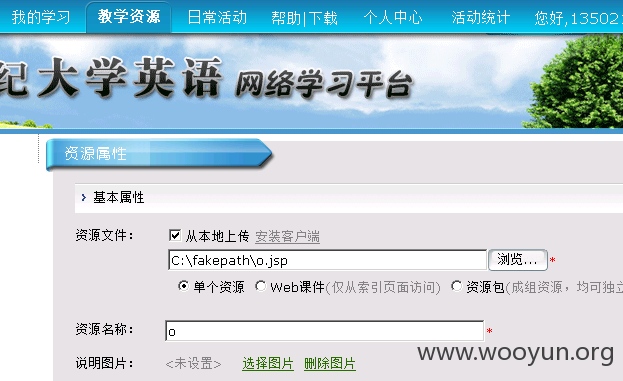 我的学习 教学资源 日常活动 帮助|下载 个人中心 活动统计 您好,13502
纪大学英语 网络学习平台
资源属性
基本属性
资源文件： 从本地上传 安装客户端
C:\fakepath\o.jsp 浏览... *
单个资源 Web课件(仅从索引页面访问) 资源包(成组资源，均可独立
资源名称： o *
说明图片： <未设置> 选择图片 删除图片
www.wooyun.org